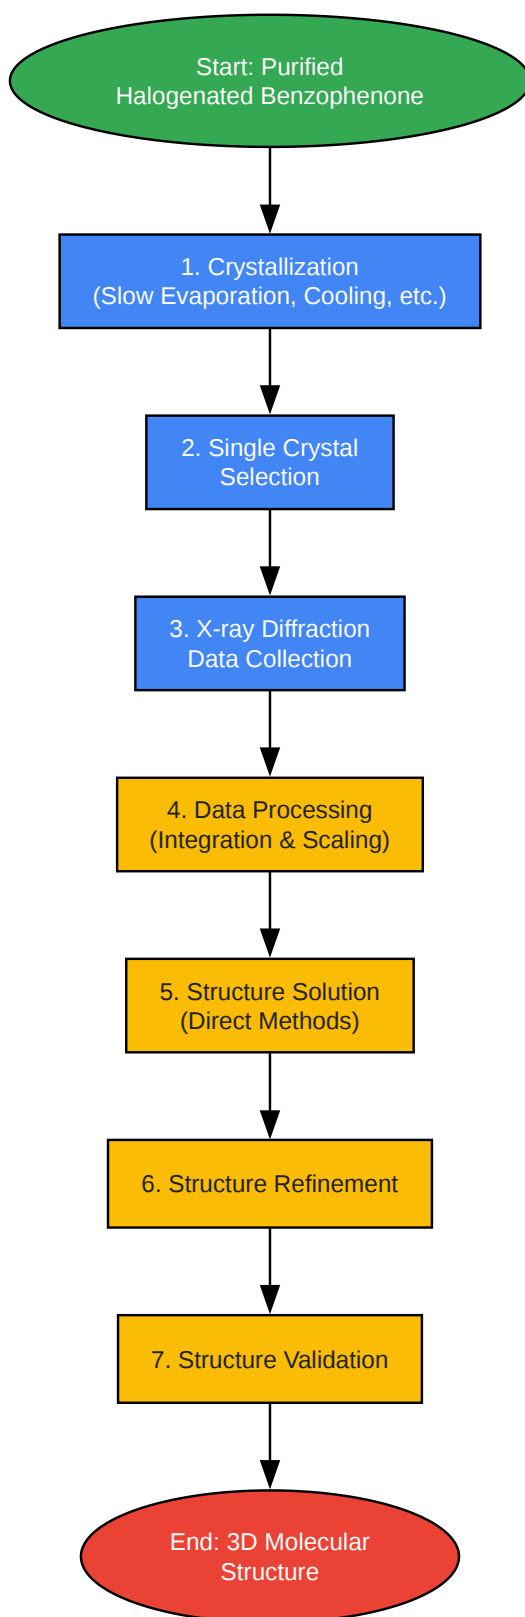 Start: Purified
Halogenated Benzophenone
1. Crystallization
(Slow Evaporation, Cooling, etc.)
2. Single Crystal
Selection
3. X-ray Diffraction
Data Collection
4. Data Processing
(Integration & Scaling)
5. Structure Solution
(Direct Methods)
6. Structure Refinement
7. Structure Validation
End: 3D Molecular
Structure